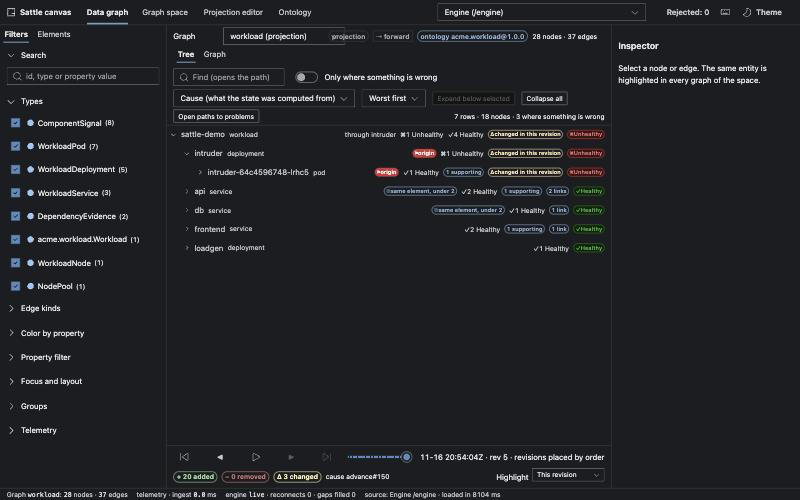 Sattle canvas Data graph Graph space Projection editor Ontology Engine (/engine) Rejected: 0 Theme
Filters Elements
Search
id, type or property value
Types
ComponentSignal (8)
WorkloadPod (7)
WorkloadDeployment (5)
WorkloadService (3)
DependencyEvidence (2)
acme.workload.Workload (1)
WorkloadNode (1)
NodePool (1)
Edge kinds
Color by property
Property filter
Focus and layout
Groups
Telemetry
Graph workload (projection) projection → forward ontology acme.workload@1.0.0 28 nodes · 37 edges
Tree Graph
Find (opens the path) Only where something is wrong
Cause (what the state was computed from) Worst first Expand below selected Collapse all
Open paths to problems 7 rows · 18 nodes · 3 where something is wrong
sattle-demo workload through intruder ✖1 Unhealthy ✓4 Healthy Δchanged in this revision ✖Unhealthy
intruder deployment origin ✖1 Unhealthy Δchanged in this revision ✖Unhealthy
intruder-64c4596748-lrhc5 pod origin ✓1 Healthy 1 supporting Δchanged in this revision ✖Unhealthy
api service same element, under 2 ✓2 Healthy 1 supporting 2 links ✓Healthy
db service same element, under 2 ✓1 Healthy 1 link ✓Healthy
frontend service ✓2 Healthy 1 supporting 1 link ✓Healthy
loadgen deployment ✓1 Healthy ✓Healthy
11-16 20:54:04Z · rev 5 · revisions placed by order
+ 20 added − 0 removed Δ 3 changed cause advance#150 Highlight This revision
Inspector
Select a node or edge. The same entity is
highlighted in every graph of the space.
Graph workload: 28 nodes · 37 edges telemetry · ingest 0.0 ms engine live · reconnects 0 · gaps filled 0 source: Engine /engine · loaded in 8104 ms